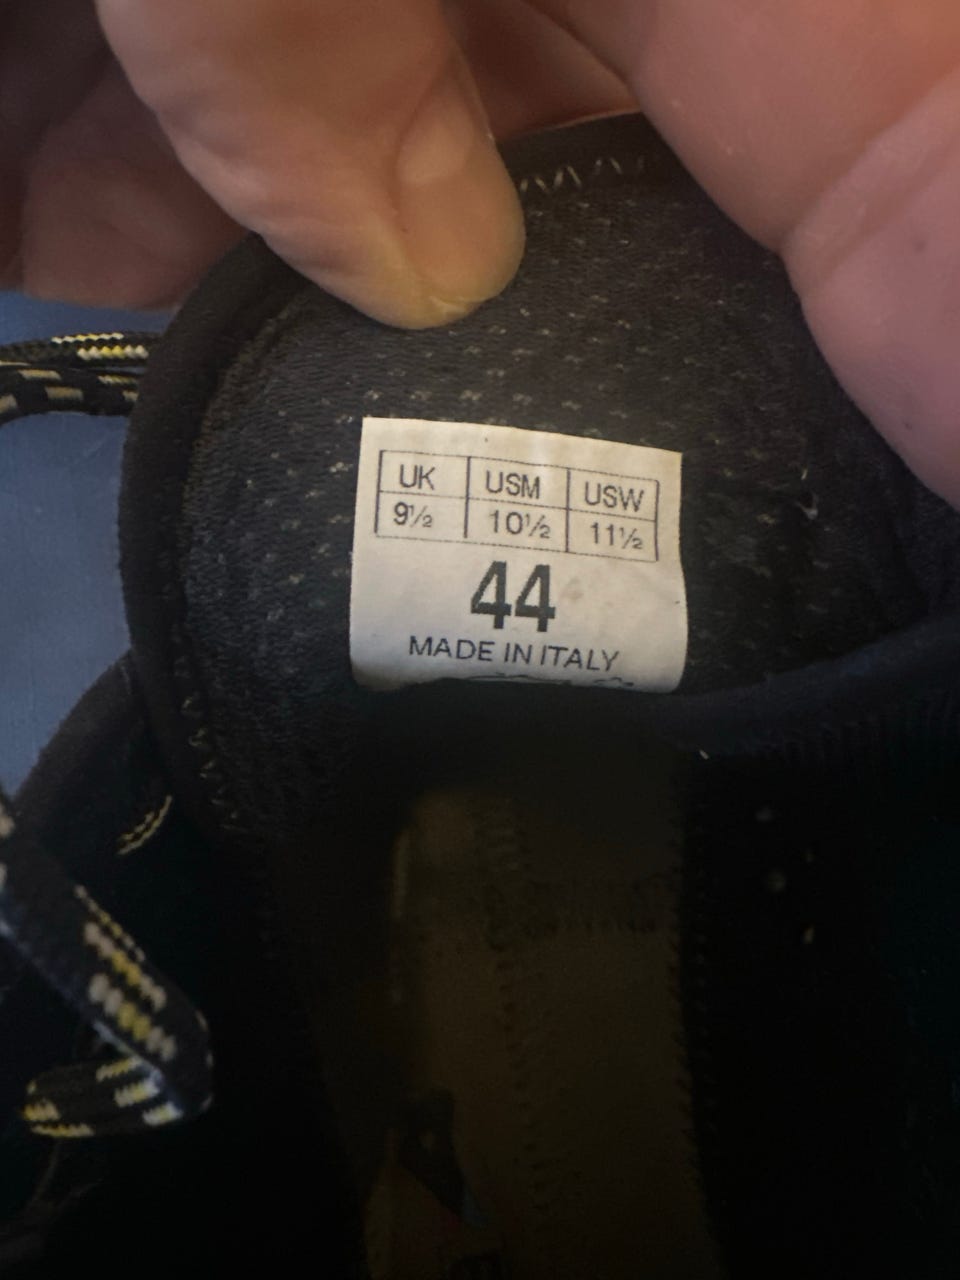 UK USM USW
9½ 10½ 11½
44
MADE IN ITALY